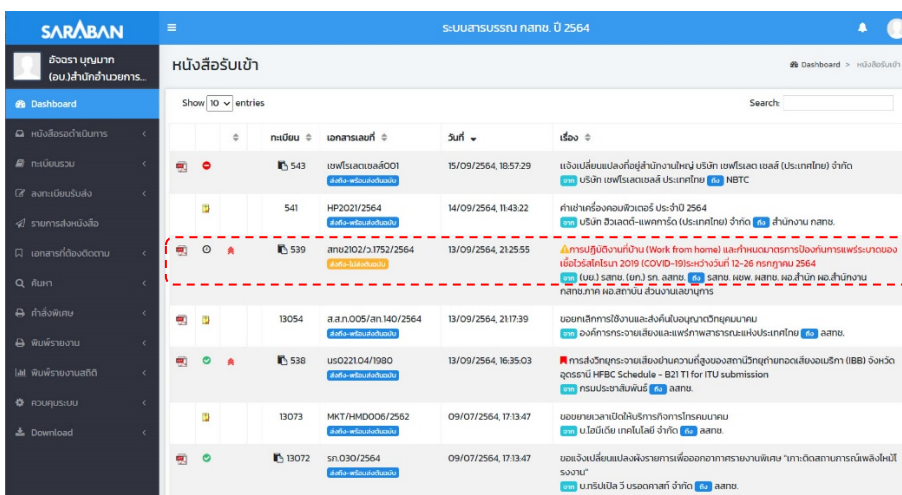 SARABAN
ระบบสารบรรณ กสทช. ปี 2564
อัจฉรา บุญมาก
(อบ.)สำนักอำนวยการ...
หนังสือรับเข้า
Dashboard > หนังสือรับเข้า
Dashboard
หนังสือรอดำเนินการ
ทะเบียนรวม
ลงทะเบียนรับส่ง
รายการส่งหนังสือ
เอกสารที่ต้องติดตาม
ค้นหา
คำสั่งพิเศษ
พิมพ์รายงาน
พิมพ์รายงานสถิติ
ควบคุมระบบ
Download
Show 10 entries
Search:
ทะเบียน เอกสารเลขที่ วันที่ เรื่อง
543 เชฟโรเลตเซลส์001 15/09/2564, 18:57:29 แจ้งเปลี่ยนแปลงที่อยู่สำนักงานใหญ่ บริษัท เชฟโรเลต เซลส์ (ประเทศไทย) จำกัด
ส่งถึง-พร้อมส่งต้นฉบับ จาก บริษัท เชฟโรเลตเซลส์ ประเทศไทย ถึง NBTC
541 HP2021/2564 14/09/2564, 11:43:22 ค่าเช่าเครื่องคอมพิวเตอร์ ประจำปี 2564
ส่งถึง-พร้อมส่งต้นฉบับ จาก บริษัท ฮิวเลตต์-แพคการ์ด (ประเทศไทย) จำกัด ถึง สำนักงาน กสทช.
539 สทช2102/ว.1752/2564 13/09/2564, 21:25:55 การปฏิบัติงานที่บ้าน (Work from home) และกำหนดมาตรการป้องกันการแพร่ระบาดของ
ส่งถึง-ไม่ส่งต้นฉบับ เชื้อไวรัสโคโรนา 2019 (COVID-19)ระหว่างวันที่ 12-26 กรกฎาคม 2564
จาก (บย.) รสทช. (ยก.) รก. ลสทช. ถึง รสทช. ผชพ. ผสทช. ผอ.สำนัก ผอ.สำนักงาน
กสทช.ภาค ผอ.สถาบัน ส่วนงานเลขานุการ
13054 ส.ส.ท.005/สท.140/2564 13/09/2564, 21:17:39 ขอยกเลิกการใช้งานและส่งคืนใบอนุญาตวิทยุคมนาคม
ส่งถึง-พร้อมส่งต้นฉบับ จาก องค์การกระจายเสียงและแพร่ภาพสาธารณะแห่งประเทศไทย ถึง ลสทช.
538 นร0221.04/1980 13/09/2564, 16:35:03 การส่งวิทยุกระจายเสียงย่านความถี่สูงของสถานีวิทยุถ่ายทอดเสียงอเมริกา (IBB) จังหวัด
ส่งถึง-พร้อมส่งต้นฉบับ อุดรธานี HFBC Schedule - B21 T1 for ITU submission
จาก กรมประชาสัมพันธ์ ถึง ลสทช.
13073 MKT/HMD006/2562 09/07/2564, 17:13:47 ขอขยายเวลาเปิดให้บริการกิจการโทรคมนาคม
ส่งถึง-พร้อมส่งต้นฉบับ จาก บ.ไฮมีเดีย เทคโนโลยี จำกัด ถึง ลสทช.
13072 รท.030/2564 09/07/2564, 17:13:47 ขอแจ้งเปลี่ยนแปลงผังรายการเพื่อออกอากาศรายงานพิเศษ "เกาะติดสถานการณ์เพลิงไหม้โ
ส่งถึง-พร้อมส่งต้นฉบับ รงงาน"
จาก บ.ทริปเปิล วี บรอดคาสท์ จำกัด ถึง ลสทช.